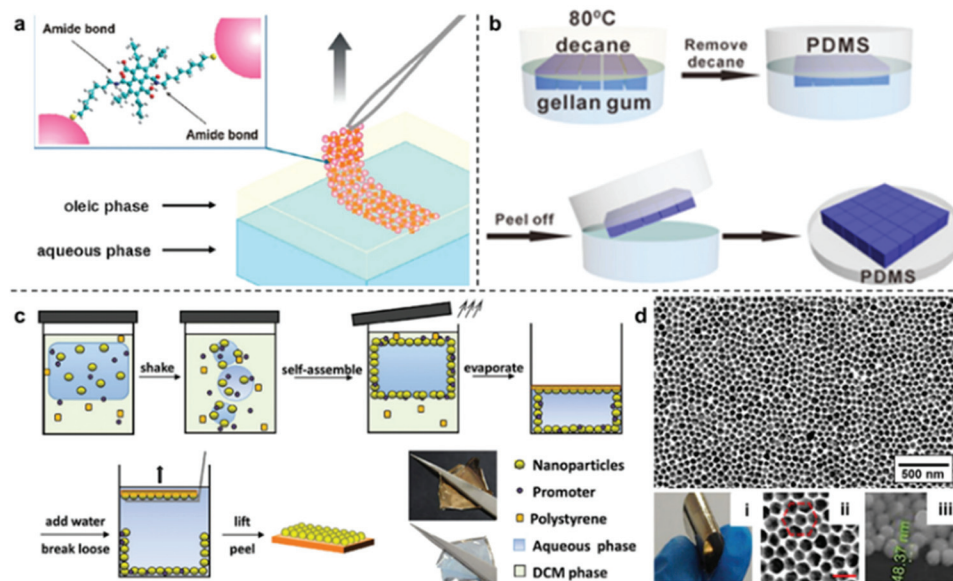 a
Amide bond
Amide bond
oleic phase
aqueous phase
b
80ºC
decane
gellan gum
Remove
decane
PDMS
Peel off
PDMS
c
shake
self-assemble
evaporate
add water
break loose
lift
peel
Nanoparticles
Promoter
Polystyrene
Aqueous phase
DCM phase
d
500 nm
i
ii
iii